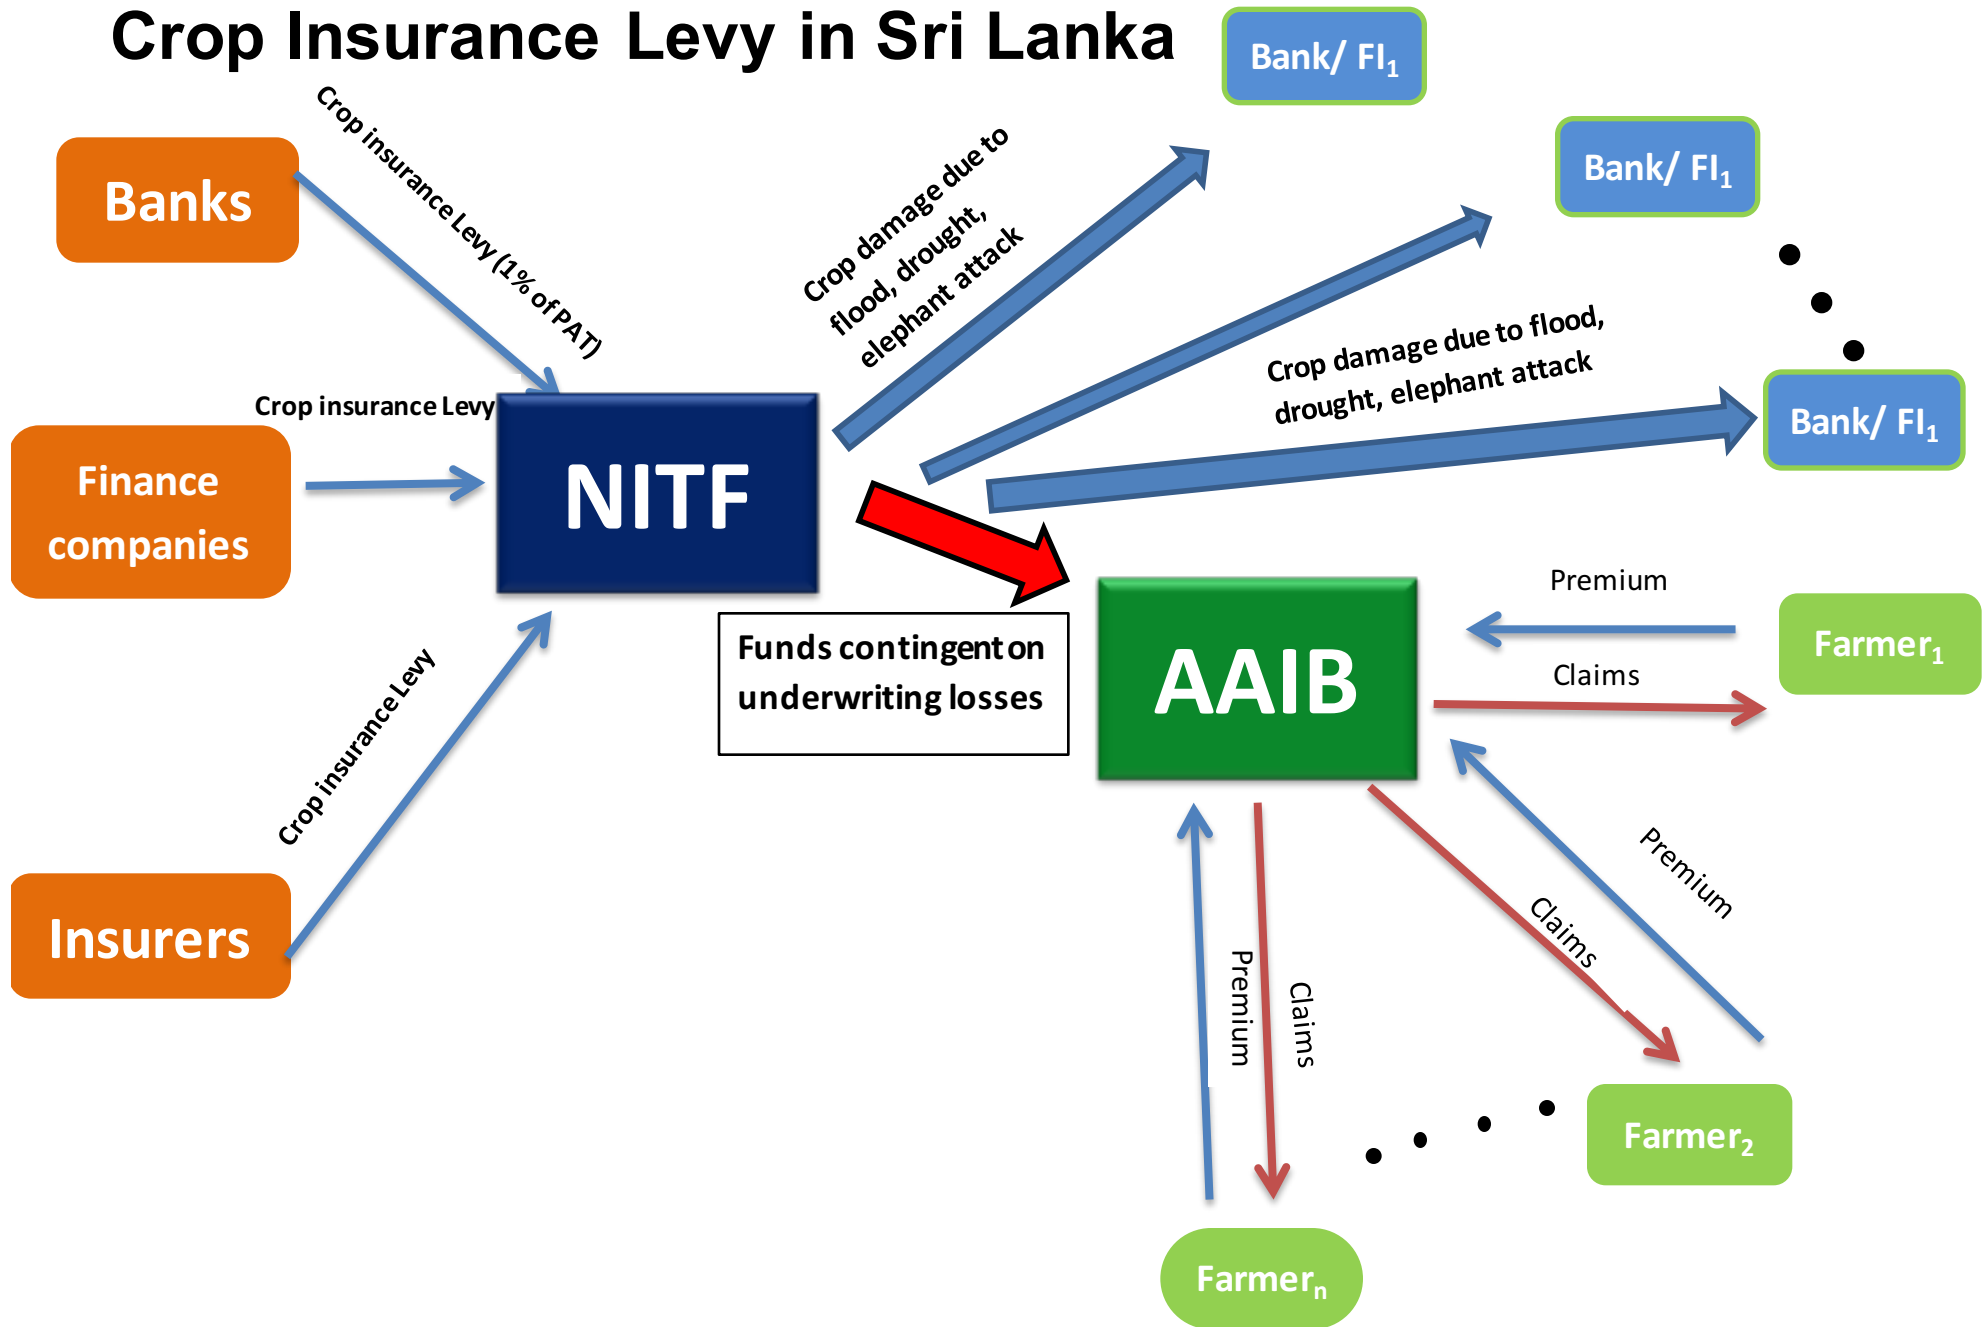 Crop Insurance Levy in Sri Lanka
Bank/ FI1
Bank/ FI1
Banks
Crop insurance Levy (1% of PAT)
Crop damage due to
flood, drought,
elephant attack
Crop damage due to flood,
drought, elephant attack
Bank/ FI1
Crop insurance Levy
Finance
companies
NITF
Funds contingent on
underwriting losses
AAIB
Premium
Claims
Farmer1
Crop insurance Levy
Insurers
Premium
Claims
Premium
Claims
Farmer2
Farmern